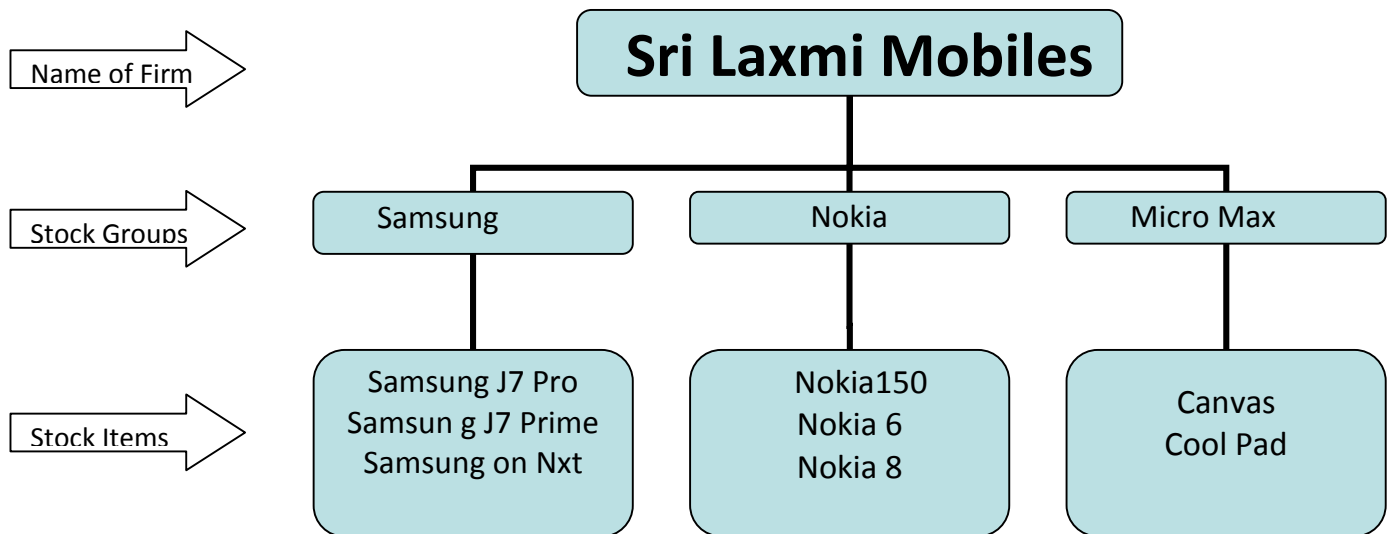 Name of Firm
Sri Laxmi Mobiles
Stock Groups
Samsung
Nokia
Micro Max
Stock Items
Samsung J7 Pro
Samsun g J7 Prime
Samsung on Nxt
Nokia150
Nokia 6
Nokia 8
Canvas
Cool Pad